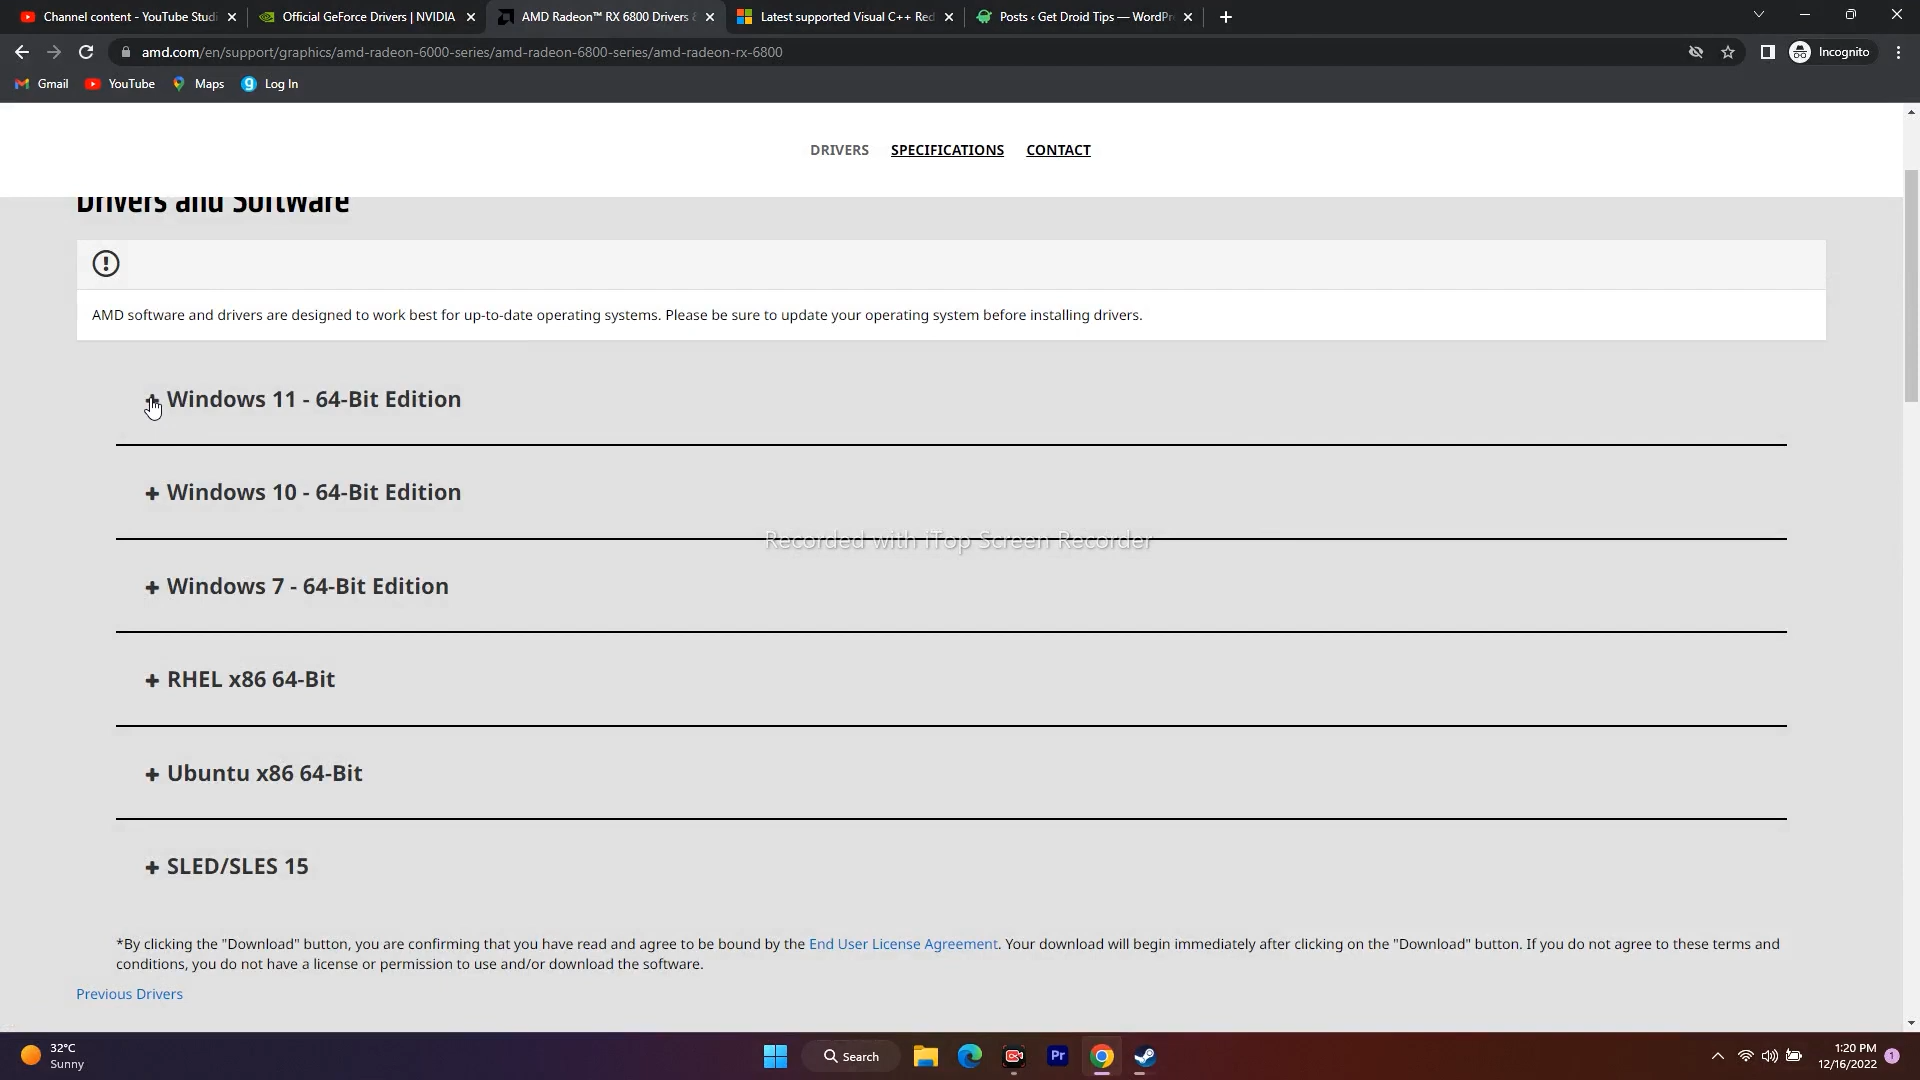 Channel content - YouTube Studi
Official GeForce Drivers | NVIDIA
AMD Radeon™ RX 6800 Drivers &
Latest supported Visual C++ Red
Posts ‹ Get Droid Tips — WordPr
amd.com/en/support/graphics/amd-radeon-6000-series/amd-radeon-6800-series/amd-radeon-rx-6800
Incognito
Gmail
YouTube
Maps
Log In
DRIVERS
SPECIFICATIONS
CONTACT
Drivers and Software
AMD software and drivers are designed to work best for up-to-date operating systems. Please be sure to update your operating system before installing drivers.
Windows 11 - 64-Bit Edition
+ Windows 10 - 64-Bit Edition
Recorded with iTop Screen Recorder
+ Windows 7 - 64-Bit Edition
+ RHEL x86 64-Bit
+ Ubuntu x86 64-Bit
+ SLED/SLES 15
*By clicking the "Download" button, you are confirming that you have read and agree to be bound by the End User License Agreement. Your download will begin immediately after clicking on the "Download" button. If you do not agree to these terms and
conditions, you do not have a license or permission to use and/or download the software.
Previous Drivers
32°C
Sunny
Search
Pr
1:20 PM
12/16/2022
1